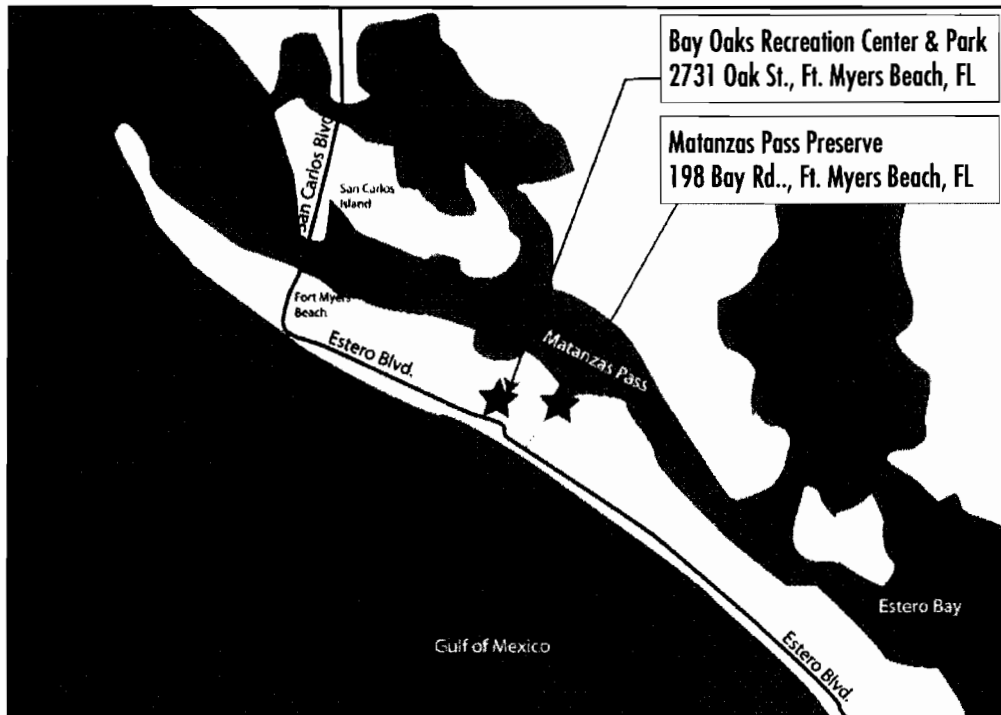 Bay Oaks Recreation Center & Park
2731 Oak St., Ft. Myers Beach, FL
Matanzas Pass Preserve
198 Bay Rd.., Ft. Myers Beach, FL
San Carlos Blvd
San Carlos
Island
Fort Myers
Beach
Estero Blvd.
Matanzas Pass
Estero Bay
Gulf of Mexico
Estero Blvd.